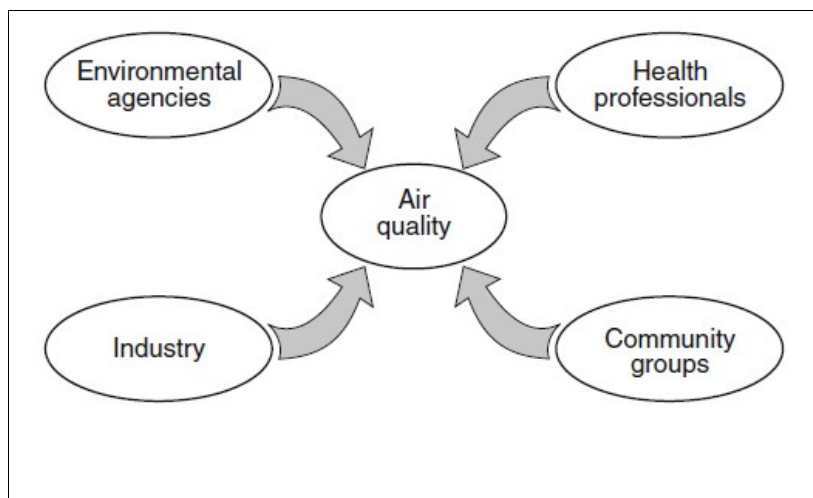 Environmental
agencies
Health
professionals
Air
quality
Industry
Community
groups